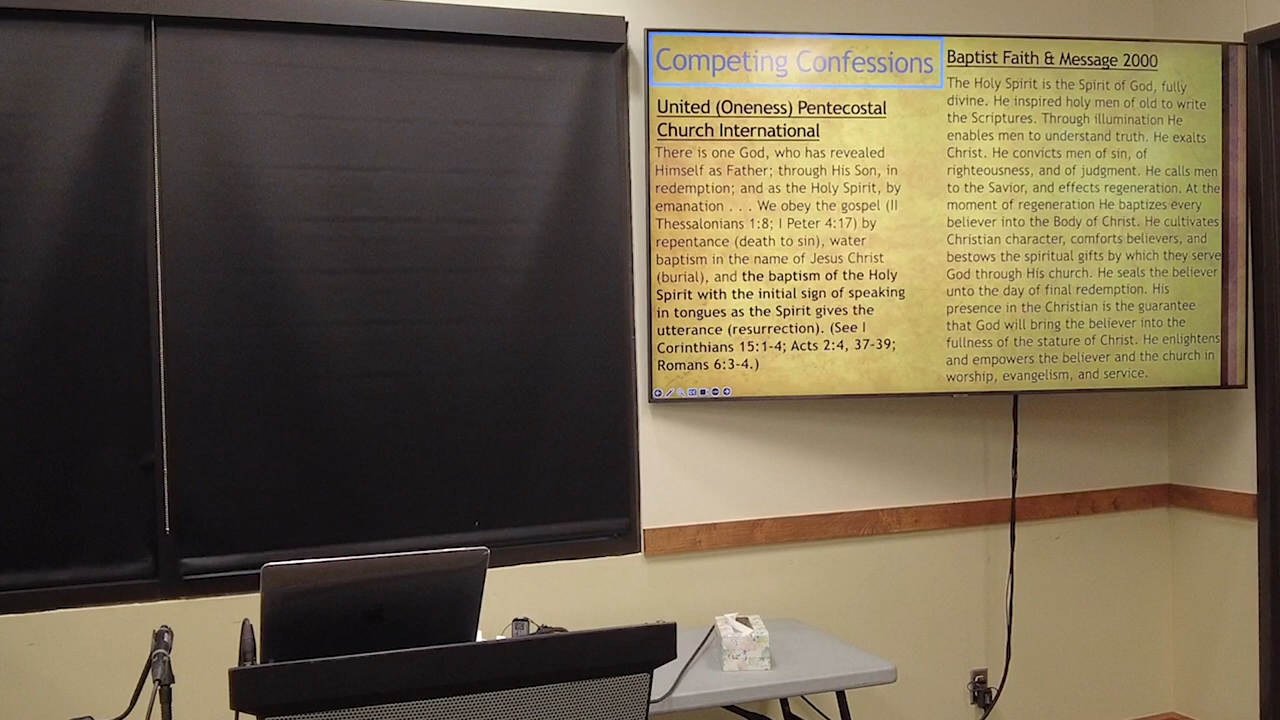 Competing Confessions
United (Oneness) Pentecostal
Church International
There is one God, who has revealed
Himself as Father; through His Son, in
redemption; and as the Holy Spirit, by
emanation . . . We obey the gospel (II
Thessalonians 1:8; I Peter 4:17) by
repentance (death to sin), water
baptism in the name of Jesus Christ
(burial), and the baptism of the Holy
Spirit with the initial sign of speaking
in tongues as the Spirit gives the
utterance (resurrection). (See I
Corinthians 15:1-4; Acts 2:4, 37-39;
Romans 6:3-4.)
Baptist Faith & Message 2000
The Holy Spirit is the Spirit of God, fully
divine. He inspired holy men of old to write
the Scriptures. Through illumination He
enables men to understand truth. He exalts
Christ. He convicts men of sin, of
righteousness, and of judgment. He calls men
to the Savior, and effects regeneration. At the
moment of regeneration He baptizes every
believer into the Body of Christ. He cultivates
Christian character, comforts believers, and
bestows the spiritual gifts by which they serve
God through His church. He seals the believer
unto the day of final redemption. His
presence in the Christian is the guarantee
that God will bring the believer into the
fullness of the stature of Christ. He enlightens
and empowers the believer and the church in
worship, evangelism, and service.